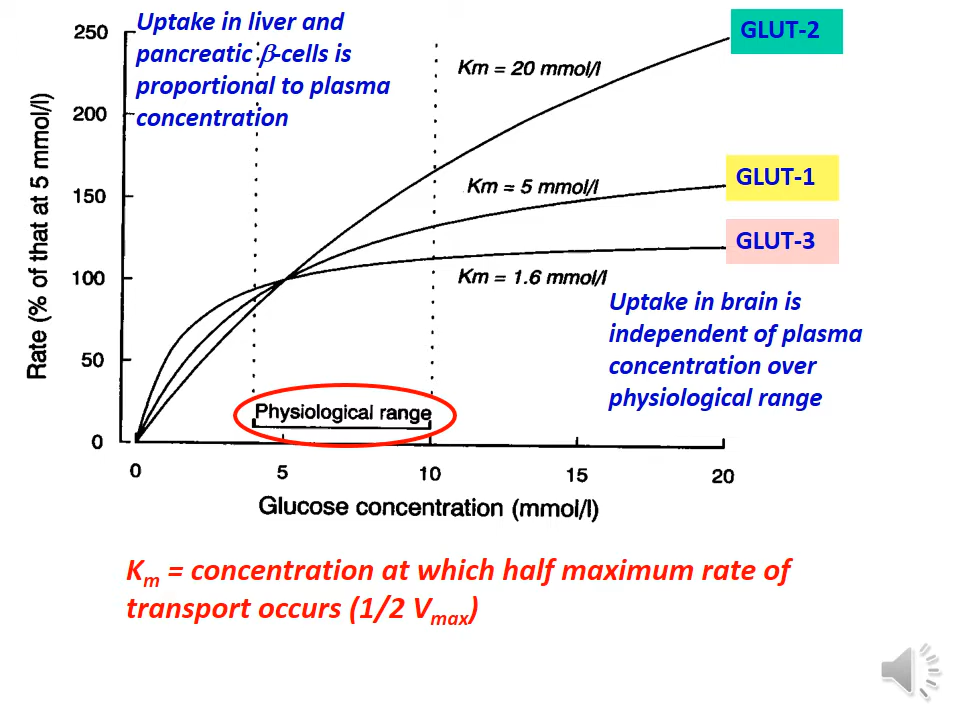 Uptake in liver and
pancreatic β-cells is
proportional to plasma
concentration
GLUT-2
Km = 20 mmol/l
GLUT-1
Km = 5 mmol/l
GLUT-3
Km = 1.6 mmol/l
Uptake in brain is
independent of plasma
concentration over
physiological range
Rate (% of that at 5 mmol/l)
250
200
150
100
50
0
Physiological range
0 5 10 15 20
Glucose concentration (mmol/l)
Km = concentration at which half maximum rate of
transport occurs (1/2 Vmax)